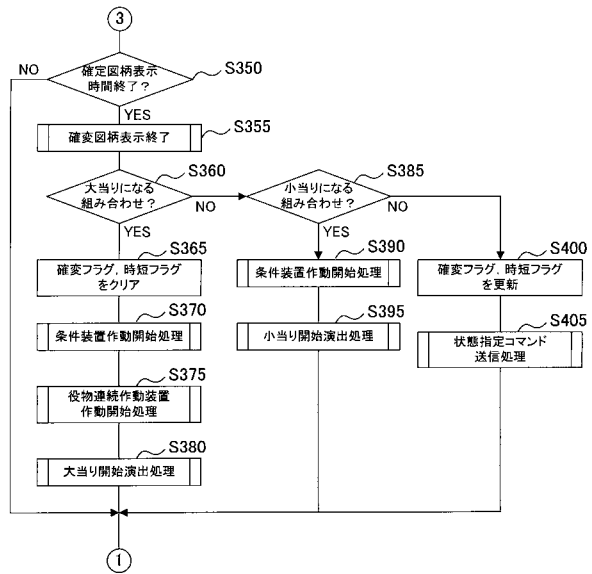 3
NO
確定図柄表示
時間終了?
S350
YES
確変図柄表示終了
S355
大当りになる
組み合わせ?
S360
NO
小当りになる
組み合わせ?
S385
NO
YES
YES
確変フラグ,時短フラグ
をクリア
S365
条件装置作動開始処理
S390
確変フラグ,時短フラグ
を更新
S400
条件装置作動開始処理
S370
小当り開始演出処理
S395
状態指定コマンド
送信処理
S405
役物連続作動装置
作動開始処理
S375
大当り開始演出処理
S380
1